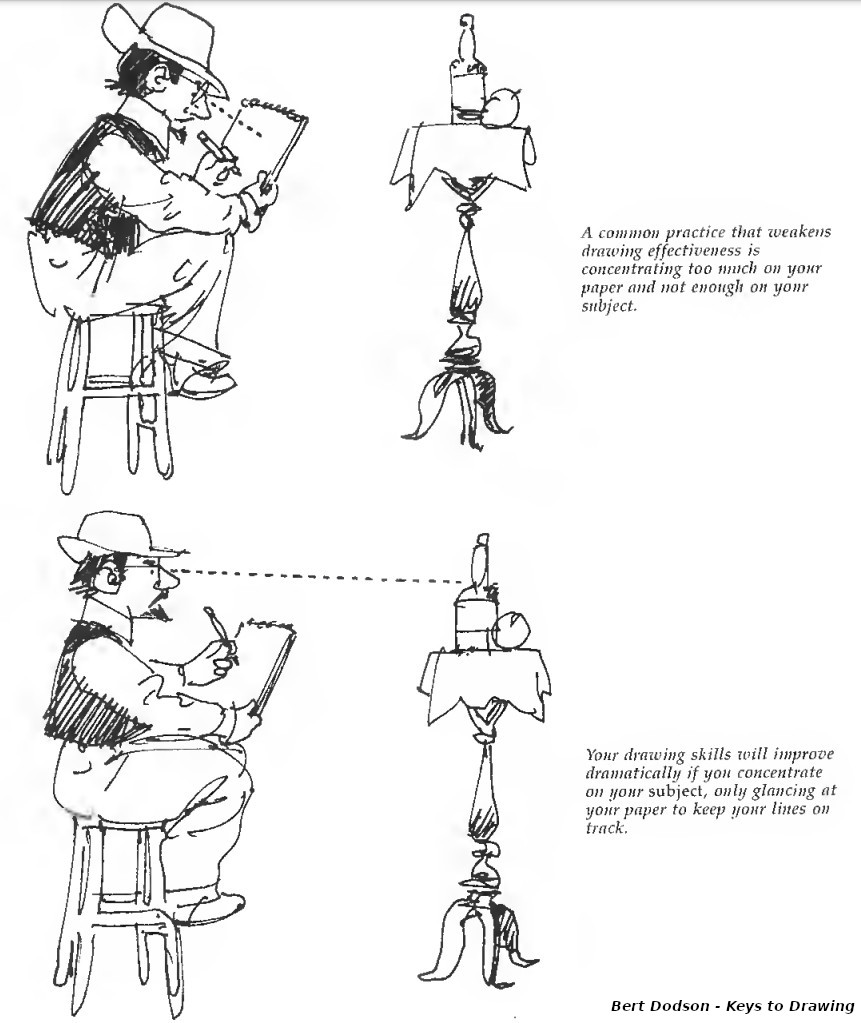 A common practice that weakens
drawing effectiveness is
concentrating too much on your
paper and not enough on your
subject.
Your drawing skills will improve
dramatically if you concentrate
on your subject, only glancing at
your paper to keep your lines on
track.
Bert Dodson - Keys to Drawing